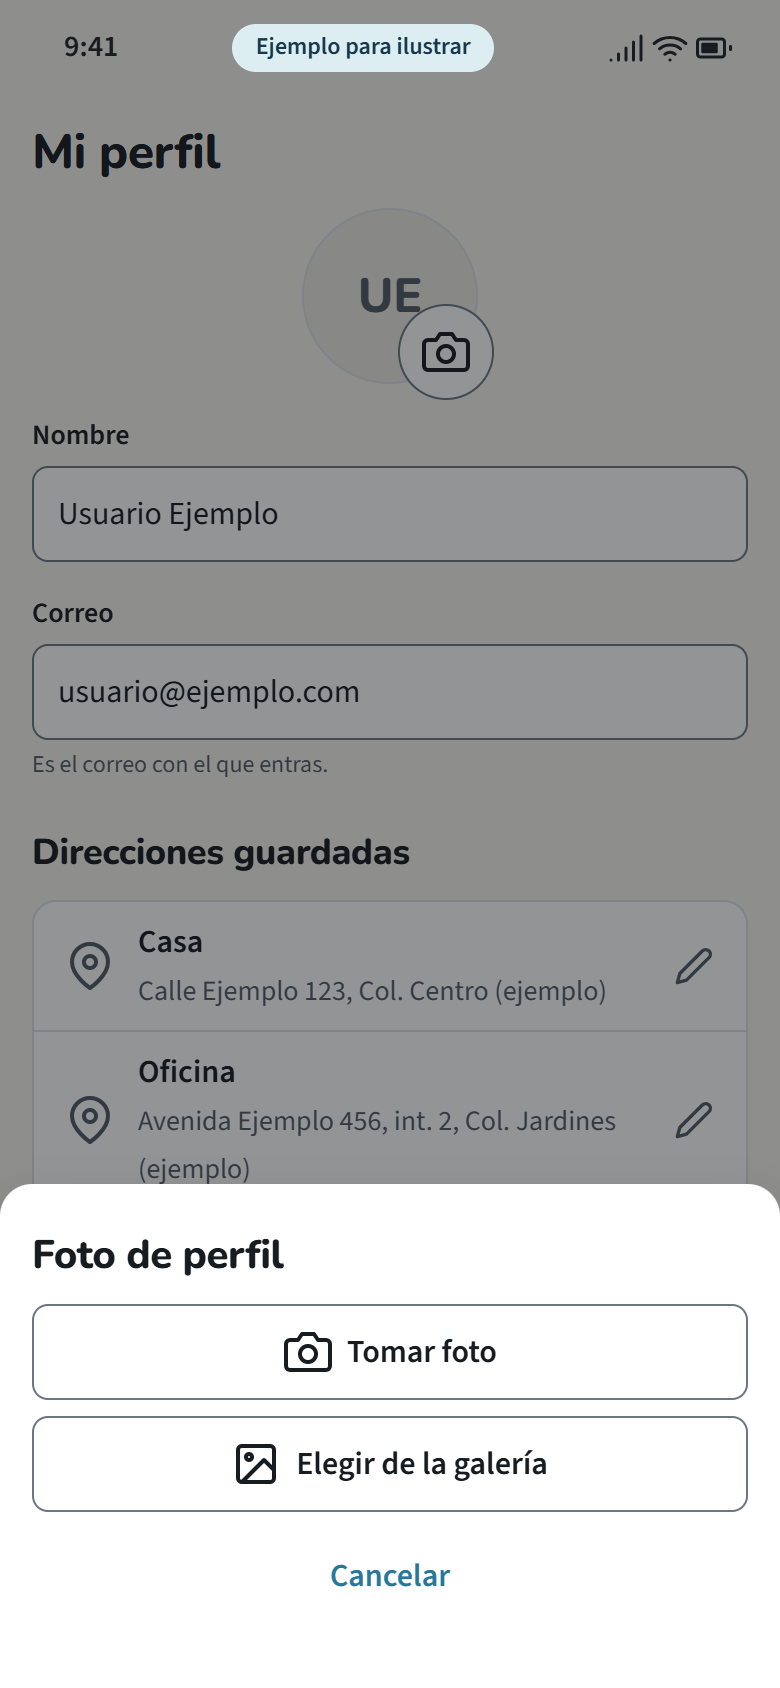 9:41
Ejemplo para ilustrar
Mi perfil
UE
Nombre
Usuario Ejemplo
Correo
usuario@ejemplo.com
Es el correo con el que entras.
Direcciones guardadas
Casa
Calle Ejemplo 123, Col. Centro (ejemplo)
Oficina
Avenida Ejemplo 456, int. 2, Col. Jardines
(ejemplo)
Foto de perfil
Tomar foto
Elegir de la galería
Cancelar